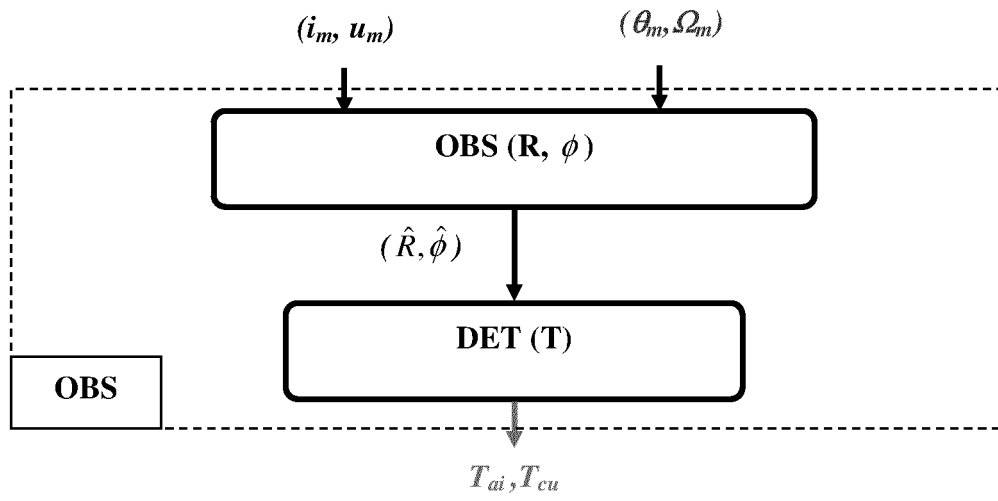 (i_m, u_m)
(θ_m,Ω_m)
OBS (R, ϕ)
(R̂,ϕ̂)
DET (T)
OBS
T_ai,T_cu